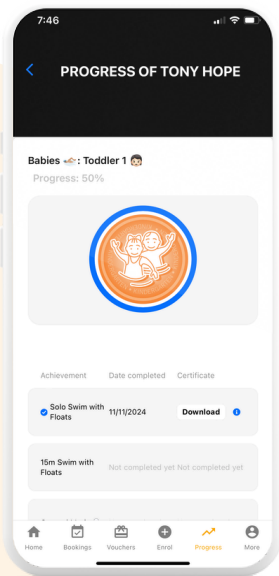 7:46
PROGRESS OF TONY HOPE
Babies : Toddler 1
Progress: 50%
Achievement Date completed Certificate
Solo Swim with
Floats 11/11/2024 Download
15m Swim with
Floats Not completed yet Not completed yet
Home Bookings Vouchers Enrol Progress More